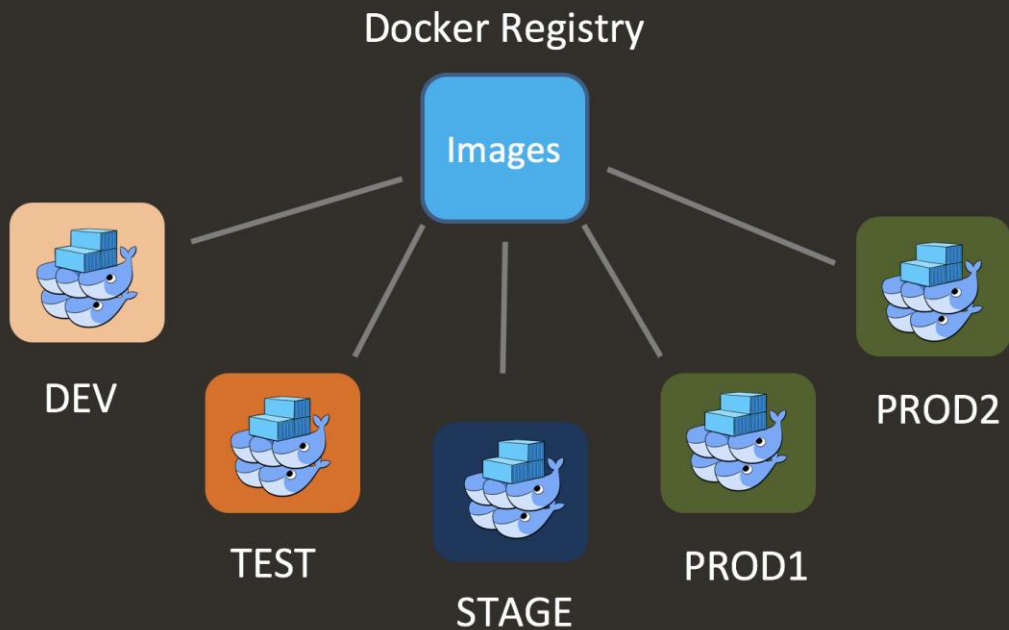 Docker Registry
Images
DEV
TEST
STAGE
PROD1
PROD2